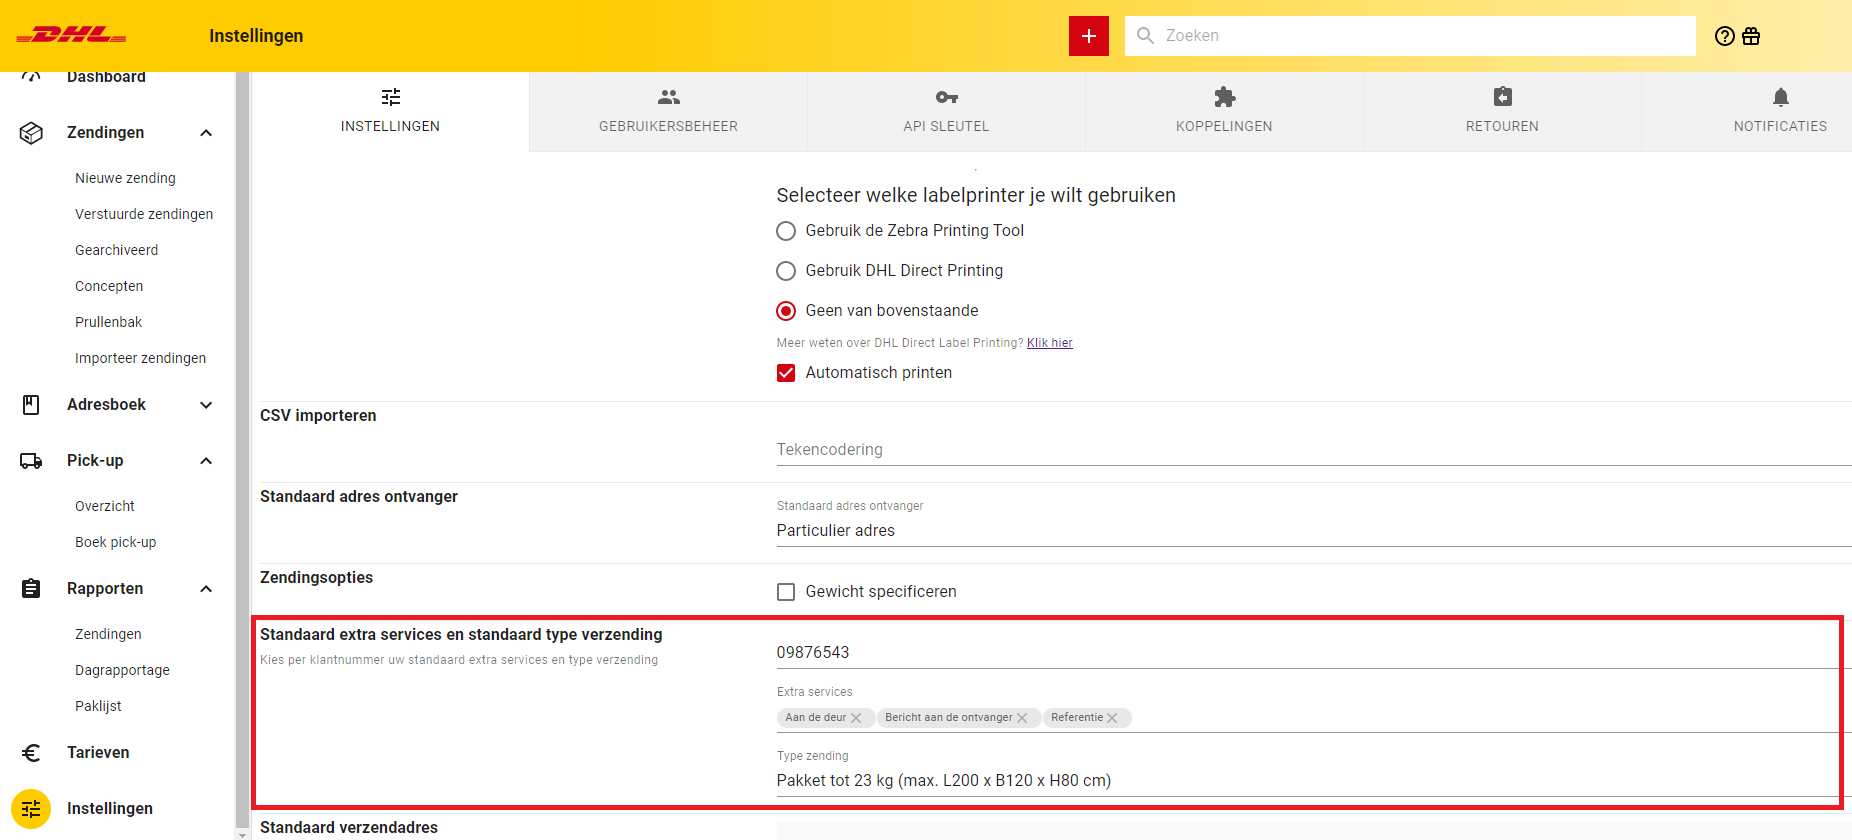 DHL
Instellingen
Zoeken
Dashboard
Zendingen
Nieuwe zending
Verstuurde zendingen
Gearchiveerd
Concepten
Prullenbak
Importeer zendingen
Adresboek
Pick-up
Overzicht
Boek pick-up
Rapporten
Zendingen
Dagrapportage
Paklijst
Tarieven
Instellingen
INSTELLINGEN
GEBRUIKERSBEHEER
API SLEUTEL
KOPPELINGEN
RETOUREN
NOTIFICATIES
Selecteer welke labelprinter je wilt gebruiken
Gebruik de Zebra Printing Tool
Gebruik DHL Direct Printing
Geen van bovenstaande
Meer weten over DHL Direct Label Printing? Klik hier
Automatisch printen
CSV importeren
Tekencodering
Standaard adres ontvanger
Standaard adres ontvanger
Particulier adres
Zendingsopties
Gewicht specificeren
Standaard extra services en standaard type verzending
Kies per klantnummer uw standaard extra services en type verzending
09876543
Extra services
Aan de deur
Bericht aan de ontvanger
Referentie
Type zending
Pakket tot 23 kg (max. L200 x B120 x H80 cm)
Standaard verzendadres